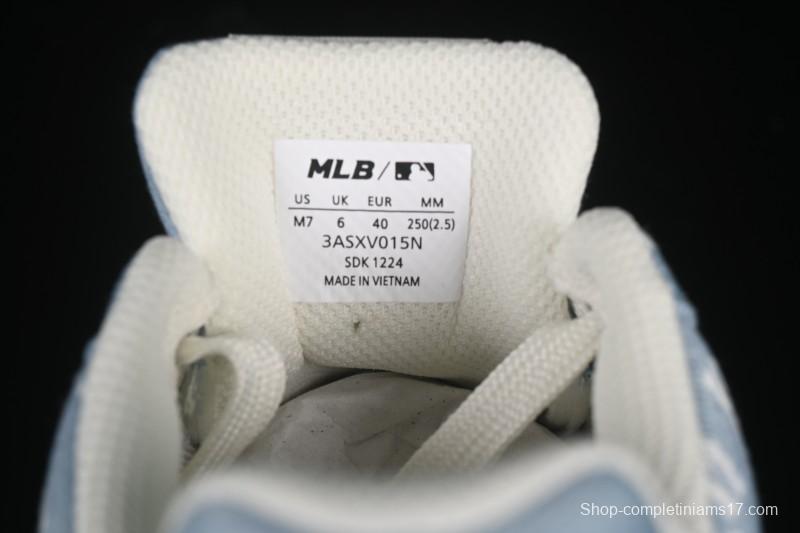 MLB /
US UK EUR MM
M7 6 40 250(2.5)
3ASXV015N
SDK 1224
MADE IN VIETNAM
Shop-completiniams17.com